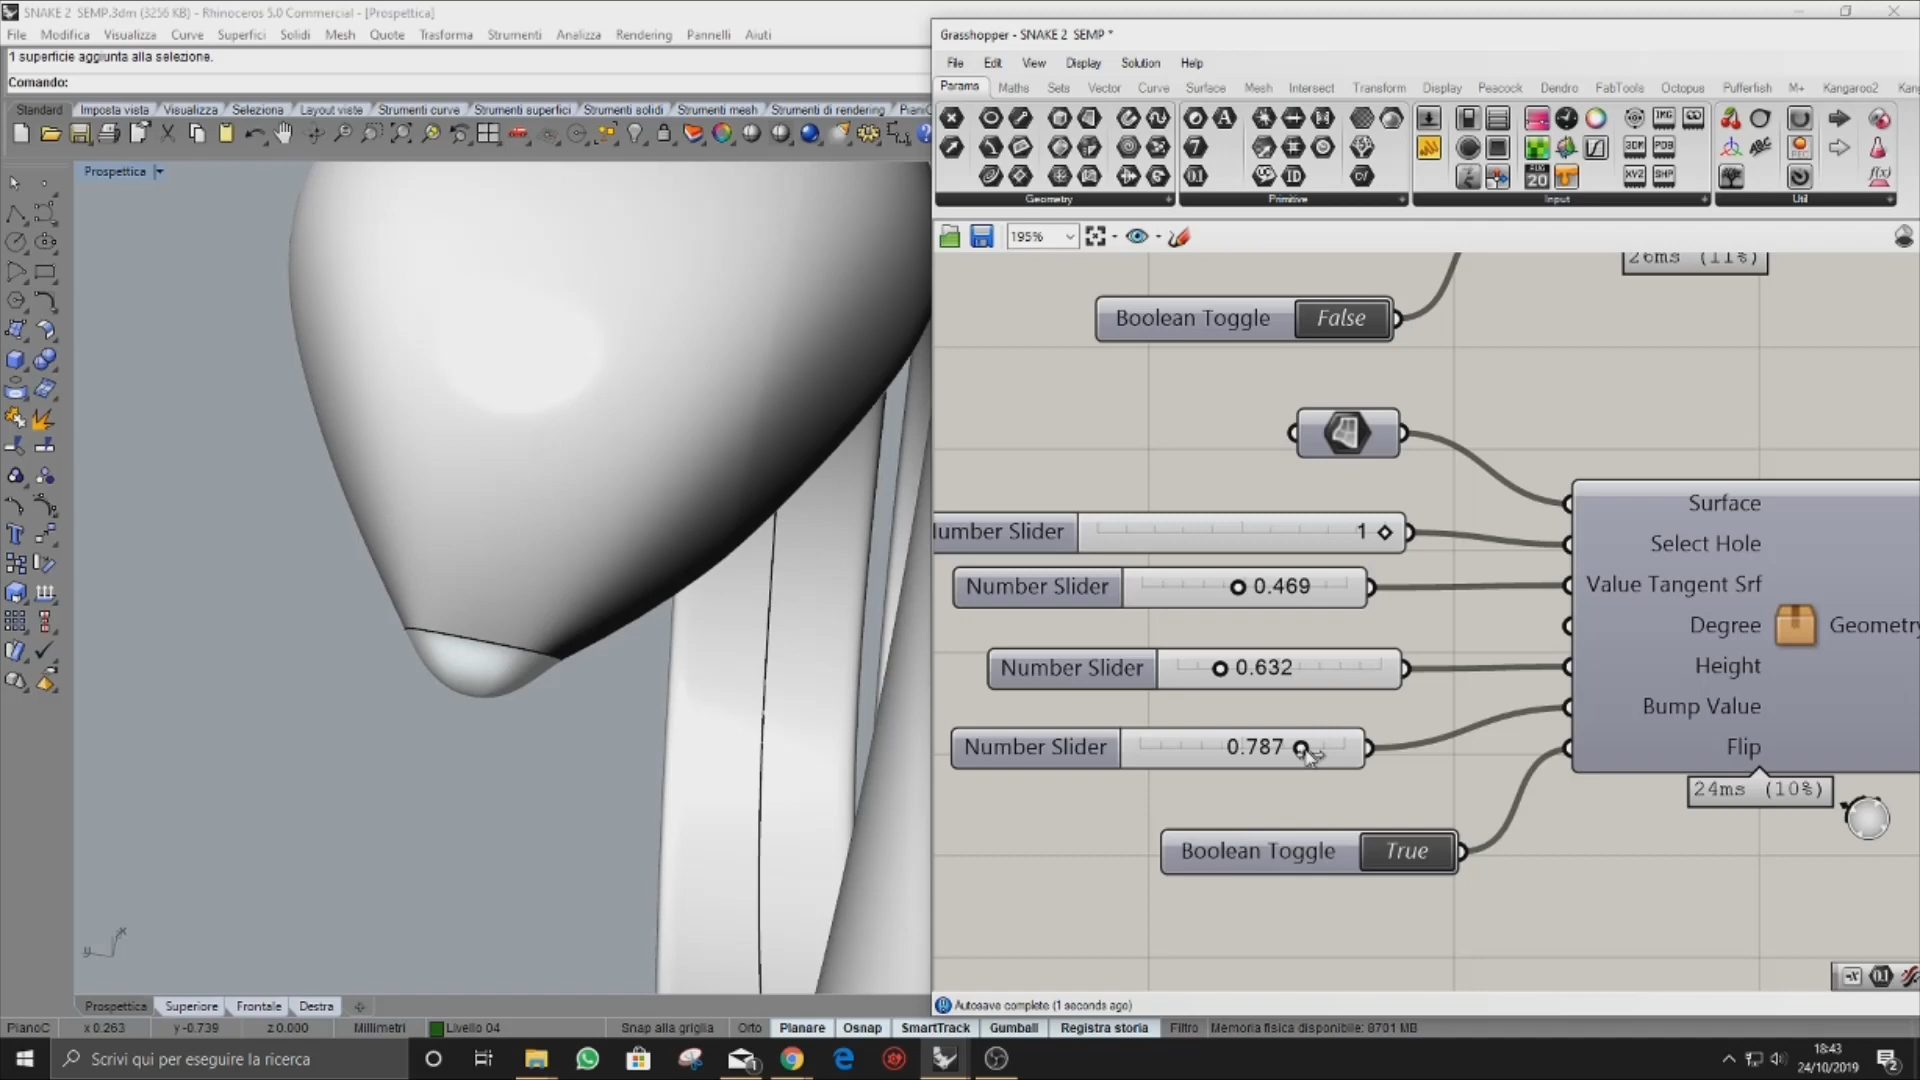 SNAKE 2 SEMP.3dm (3256 KB) - Rhinoceros 5.0 Commercial - [Prospettica]
File Modifica Visualizza Curve Superfici Solidi Mesh Quote Trasforma Strumenti Analizza Rendering Pannelli Aiuti
1 superficie aggiunta alla selezione.
Comando:
Standard Imposta vista Visualizza Seleziona Layout viste Strumenti curve Strumenti superfici Strumenti solidi Strumenti mesh Strumenti di rendering
Prospettica
Grasshopper - SNAKE 2 SEMP *
File Edit View Display Solution Help
Params Maths Sets Vector Curve Surface Mesh Intersect Transform Display Peacock Dendro FabTools Octopus Pufferfish M+ Kangaroo2
Geometry Primitive Input Util
195%
26ms (11%)
Boolean Toggle False
Number Slider 1
Number Slider 0.469
Number Slider 0.632
Number Slider 0.787
Boolean Toggle True
Surface
Select Hole
Value Tangent Srf
Degree
Height
Bump Value
Flip
Geometry
24ms (10%)
y x
Prospettica Superiore Frontale Destra
Autosave complete (1 seconds ago)
PianoC x 0.263 y -0.739 z 0.000 Millimetri Livello 04 Snap alla griglia Orto Planare Osnap SmartTrack Gumball Registra storia Filtro Memoria fisica disponibile: 8701 MB
Scrivi qui per eseguire la ricerca
18:43
24/10/2019
2